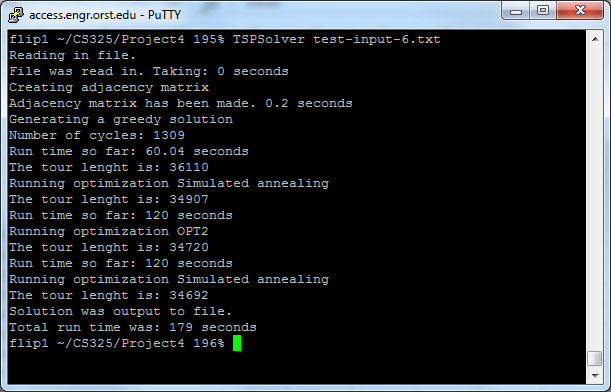 access.engr.orst.edu - PuTTY
flip1 ~/CS325/Project4 195% TSPSolver test-input-6.txt
Reading in file.
File was read in. Taking: 0 seconds
Creating adjacency matrix
Adjacency matrix has been made. 0.2 seconds
Generating a greedy solution
Number of cycles: 1309
Run time so far: 60.04 seconds
The tour lenght is: 36110
Running optimization Simulated annealing
The tour lenght is: 34907
Run time so far: 120 seconds
Running optimization OPT2
The tour lenght is: 34720
Run time so far: 120 seconds
Running optimization Simulated annealing
The tour lenght is: 34692
Solution was output to file.
Total run time was: 179 seconds
flip1 ~/CS325/Project4 196%